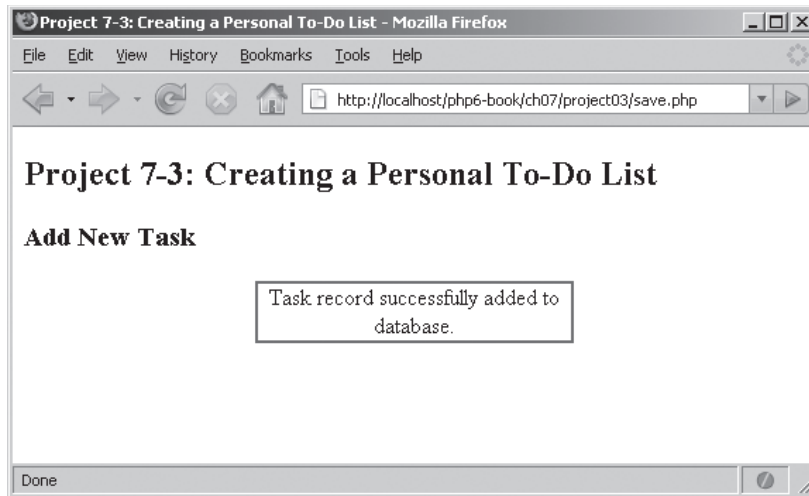 Project 7-3: Creating a Personal To-Do List - Mozilla Firefox
File Edit View History Bookmarks Tools Help
http://localhost/php6-book/ch07/project03/save.php
Project 7-3: Creating a Personal To-Do List
Add New Task
Task record successfully added to
database.
Done